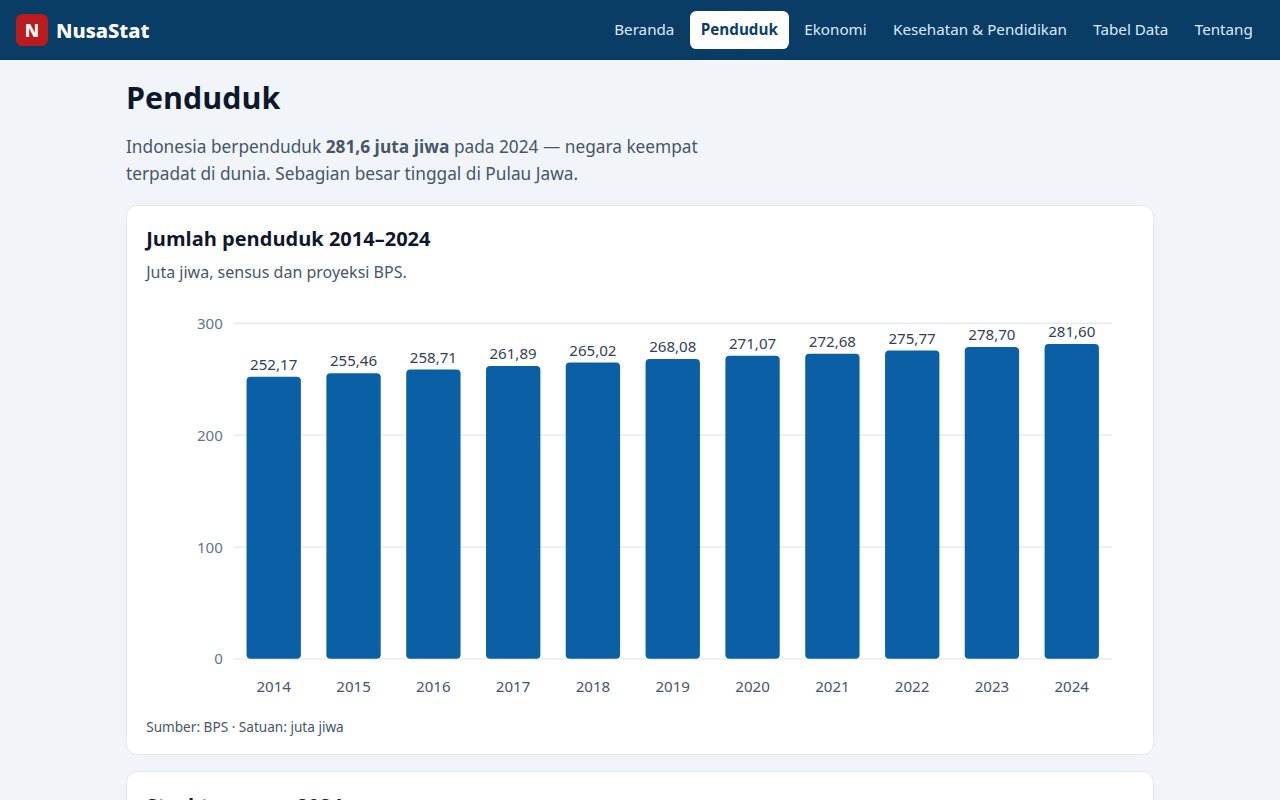 N NusaStat Beranda Penduduk Ekonomi Kesehatan & Pendidikan Tabel Data Tentang
Penduduk
Indonesia berpenduduk 281,6 juta jiwa pada 2024 — negara keempat
terpadat di dunia. Sebagian besar tinggal di Pulau Jawa.
Jumlah penduduk 2014–2024
Juta jiwa, sensus dan proyeksi BPS.
300
252,17 255,46 258,71 261,89 265,02 268,08 271,07 272,68 275,77 278,70 281,60
200
100
0
2014 2015 2016 2017 2018 2019 2020 2021 2022 2023 2024
Sumber: BPS · Satuan: juta jiwa